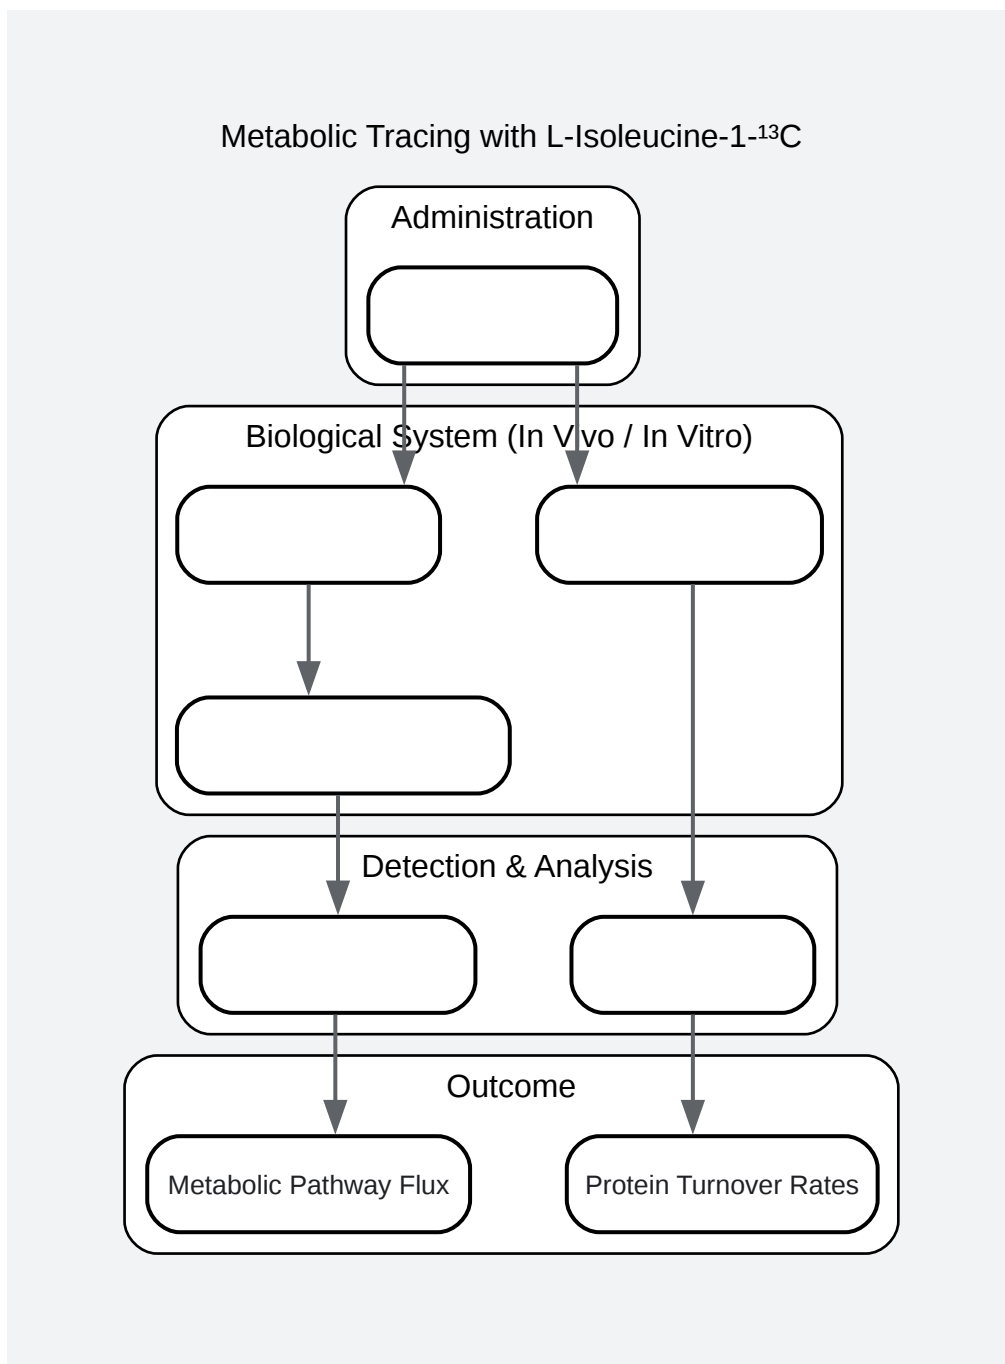 Metabolic Tracing with L-Isoleucine-1-¹³C
Administration
Biological System (In Vivo / In Vitro)
Detection & Analysis
Outcome
Metabolic Pathway Flux
Protein Turnover Rates